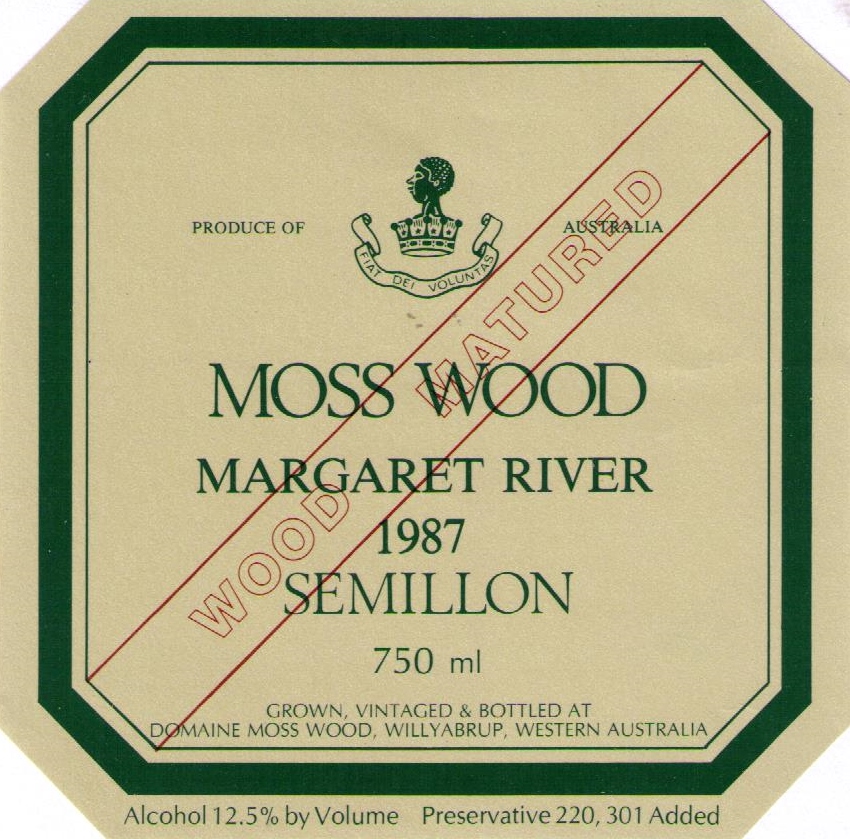 PRODUCE OF AUSTRALIA
FIAT DEI VOLUNTAS
WOOD MATURED
MOSS WOOD
MARGARET RIVER
1987
SEMILLON
750 ml
GROWN, VINTAGED & BOTTLED AT
DOMAINE MOSS WOOD, WILLYABRUP, WESTERN AUSTRALIA
Alcohol 12.5% by Volume Preservative 220, 301 Added